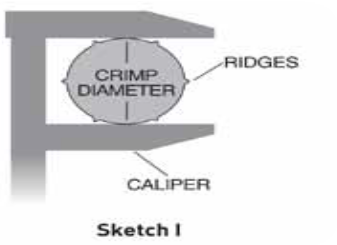 RIDGES
CRIMP
DIAMETER
CALIPER
Sketch I